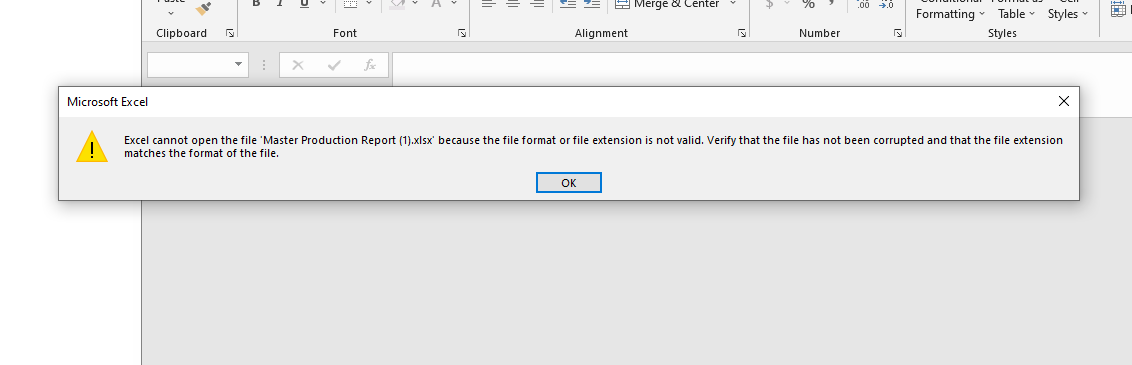 Paste
B I U
Merge & Center
$ % ,
.00
→.0
Conditional Format as Cell
Formatting Table Styles
Clipboard Font Alignment Number Styles
fx
Microsoft Excel
Excel cannot open the file 'Master Production Report (1).xlsx' because the file format or file extension is not valid. Verify that the file has not been corrupted and that the file extension
matches the format of the file.
OK